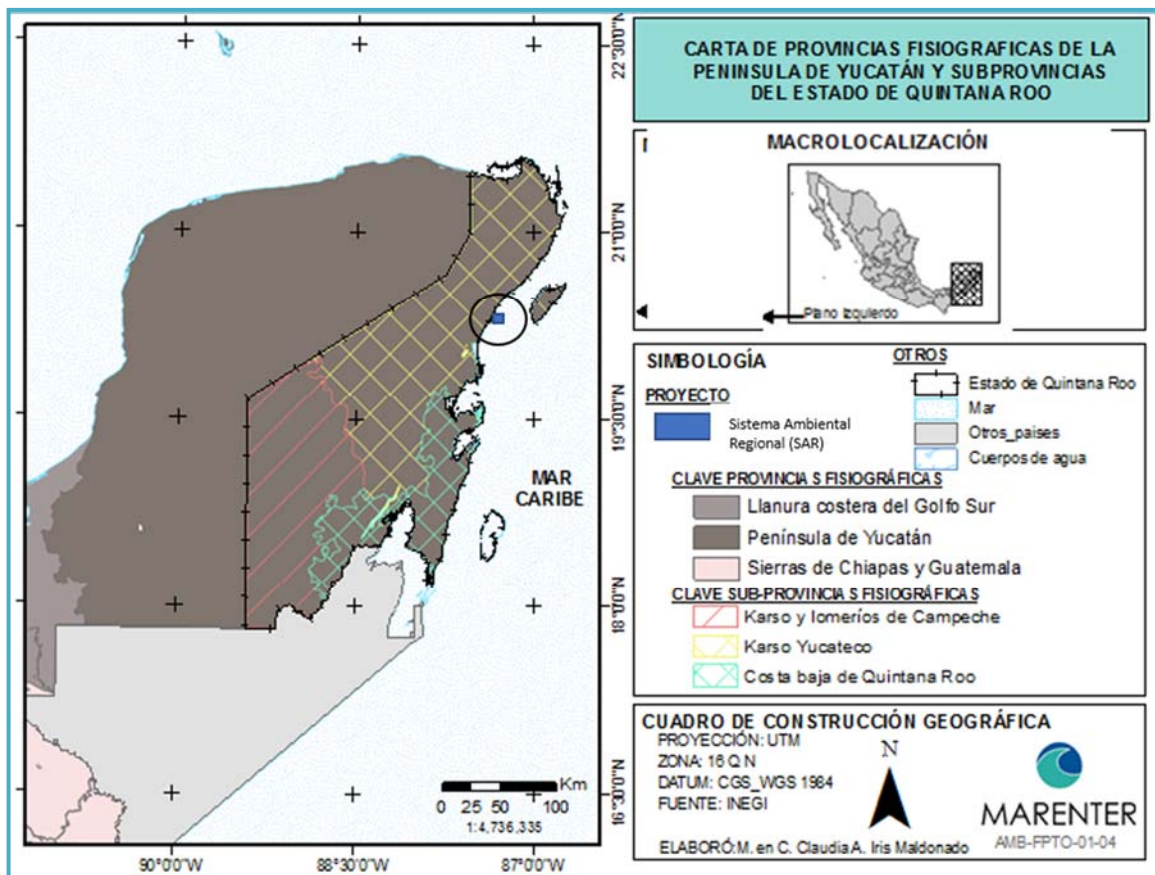 CARTA DE PROVINCIAS FISIOGRAFICAS DE LA
PENINSULA DE YUCATÁN Y SUBPROVINCIAS
DEL ESTADO DE QUINTANA ROO
MACROLOCALIZACIÓN
Plano Izquierdo
SIMBOLOGÍA
PROYECTO
Sistema Ambiental
Regional (SAR)
OTROS
Estado de Quintana Roo
Mar
Otros_paises
Cuerpos de agua
CLAVE PROVINCIAS FISIOGRÁFICAS
Llanura costera del Golfo Sur
Península de Yucatán
Sierras de Chiapas y Guatemala
CLAVE SUB-PROVINCIAS FISIOGRÁFICAS
Karso y lomeríos de Campeche
Karso Yucateco
Costa baja de Quintana Roo
CUADRO DE CONSTRUCCIÓN GEOGRÁFICA
PROYECCIÓN: UTM
ZONA: 16 Q N
DATUM: CGS_WGS 1984
FUENTE: INEGI
N
ELABORÓ:M. en C. Claudia A. Iris Maldonado
MARENTER
AMB-FPTO-01-04
MAR
CARIBE
0 25 50 100 Km
1:4,736,335
90°0'0"W
88°30'0"W
87°0'0"W
22°30'0"N
21°0'0"N
19°30'0"N
18°0'0"N
16°30'0"N